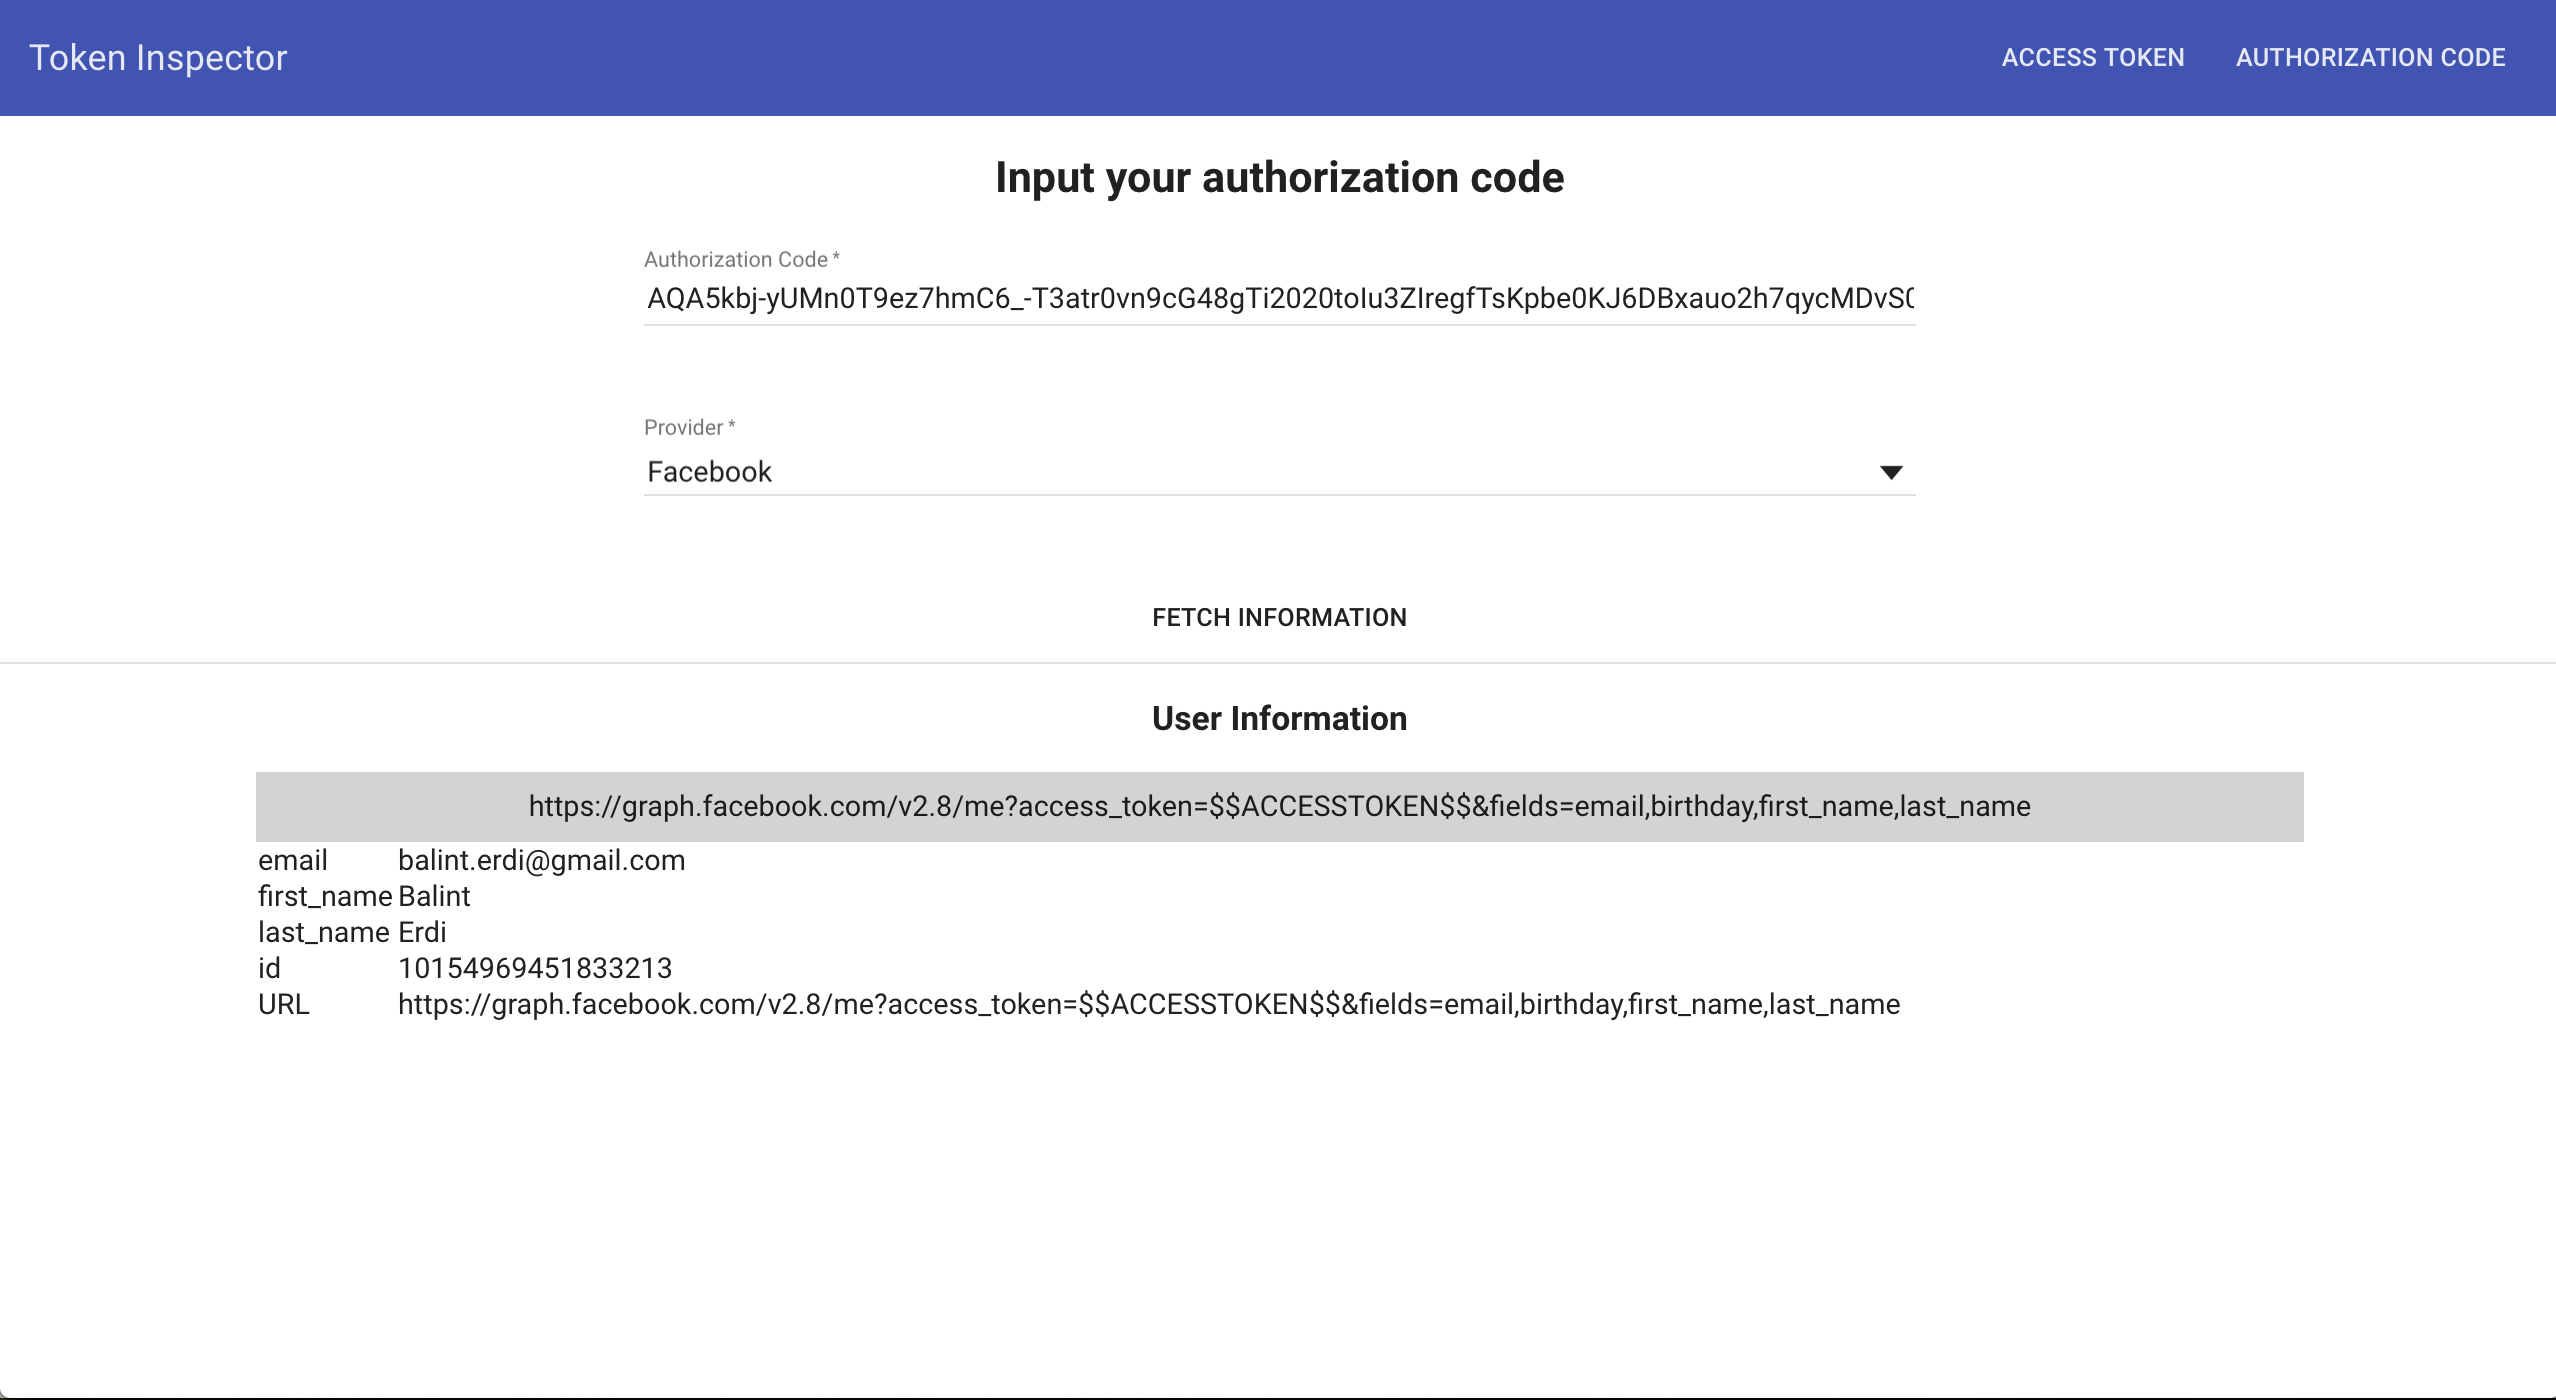 Token Inspector ACCESS TOKEN AUTHORIZATION CODE
Input your authorization code
Authorization Code *
AQA5kbj-yUMn0T9ez7hmC6_-T3atr0vn9cG48gTi2020toIu3ZIregfTsKpbe0KJ6DBxauo2h7qycMDvS
Provider *
Facebook
FETCH INFORMATION
User Information
https://graph.facebook.com/v2.8/me?access_token=$$ACCESSTOKEN$$&fields=email,birthday,first_name,last_name
email balint.erdi@gmail.com
first_name Balint
last_name Erdi
id 10154969451833213
URL https://graph.facebook.com/v2.8/me?access_token=$$ACCESSTOKEN$$&fields=email,birthday,first_name,last_name